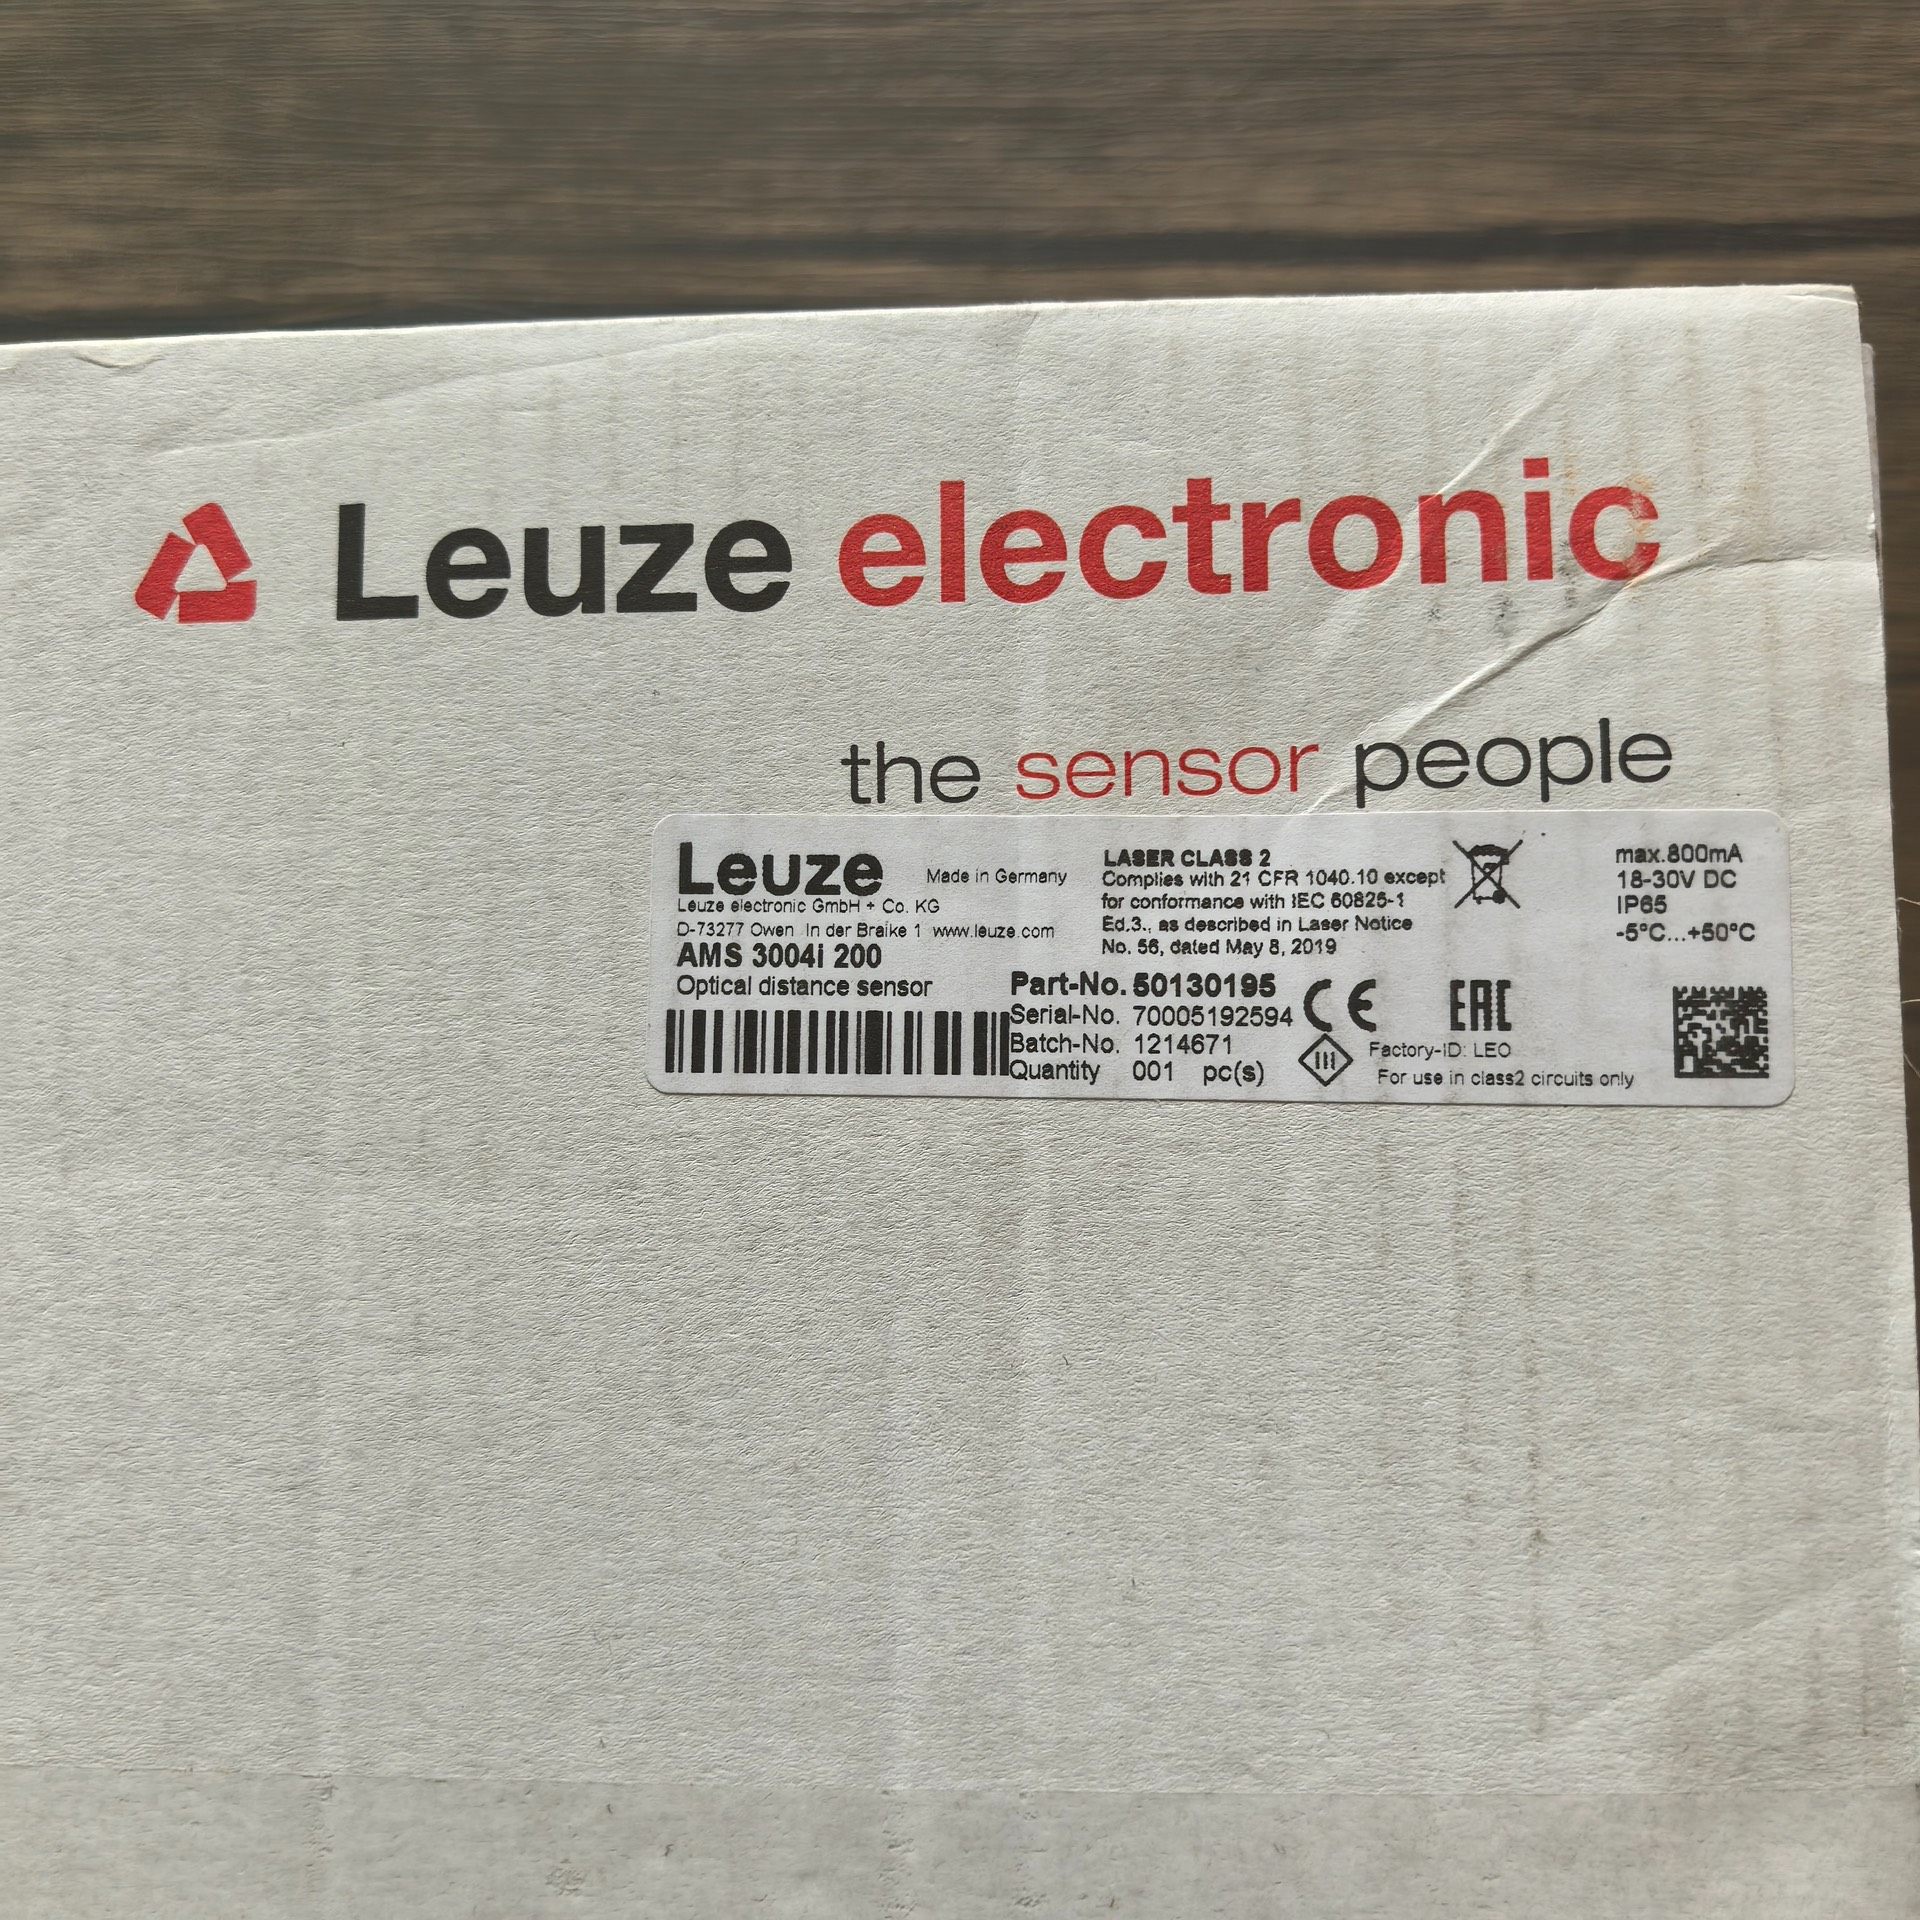 Leuze electronic
the sensor people
Leuze
Made in Germany
Leuze electronic GmbH + Co. KG
D-73277 Owen In der Braike 1 www.leuze.com
AMS 3004i 200
Optical distance sensor
LASER CLASS 2
Complies with 21 CFR 1040.10 except
for conformance with IEC 60825-1
Ed.3., as described in Laser Notice
No. 56, dated May 8, 2019
max.800mA
18-30V DC
IP65
-5°C...+50°C
Part-No. 50130195
Serial-No. 70005192594
Batch-No. 1214671
Quantity 001 pc(s)
CE
EAC
Factory-ID: LEO
For use in class2 circuits only